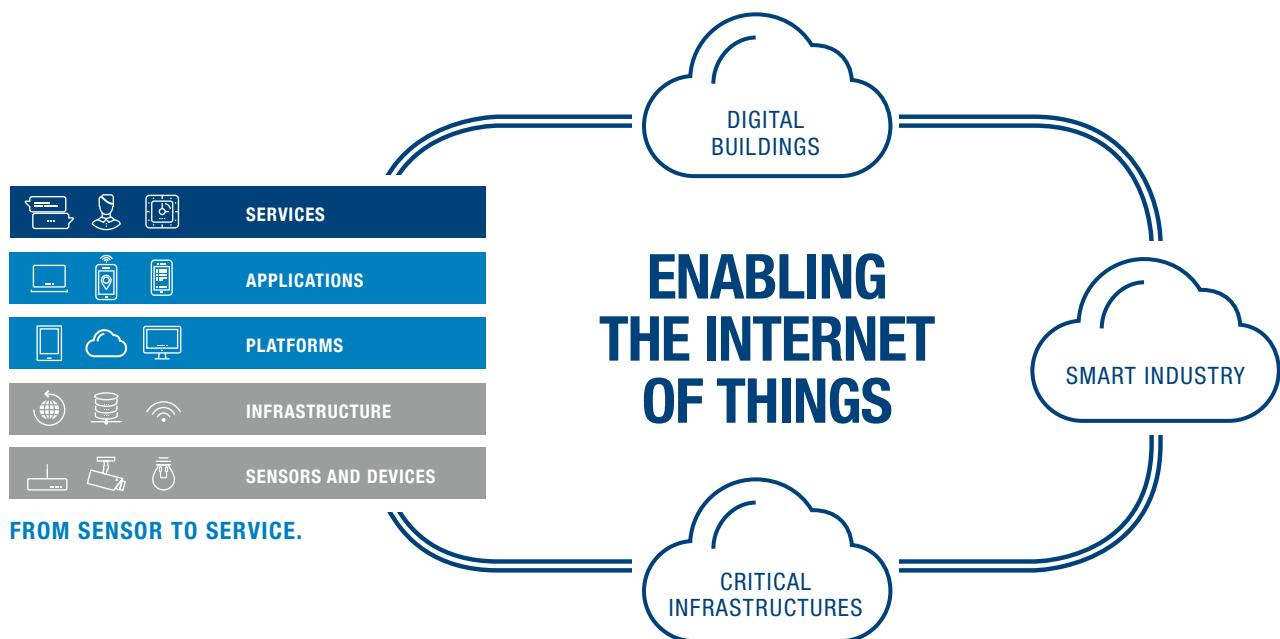 DIGITAL
BUILDINGS
SERVICES
APPLICATIONS
PLATFORMS
INFRASTRUCTURE
SENSORS AND DEVICES
FROM SENSOR TO SERVICE.
ENABLING
THE INTERNET
OF THINGS
SMART INDUSTRY
CRITICAL
INFRASTRUCTURES